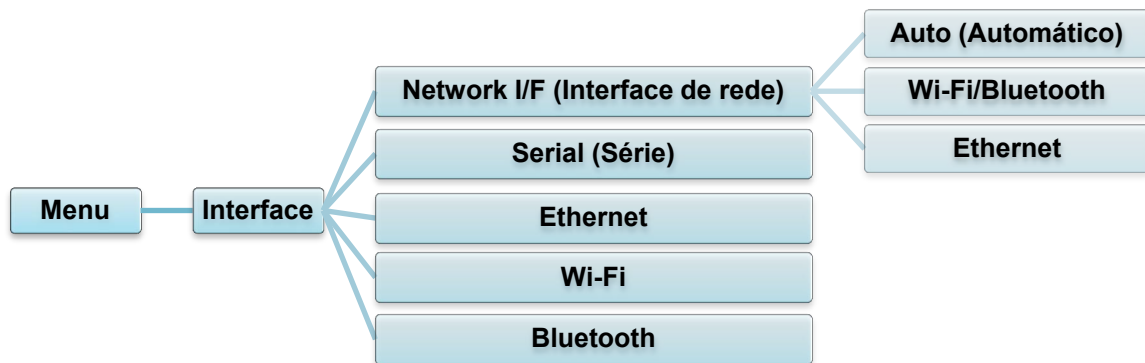 Menu
Interface
Network I/F (Interface de rede)
Serial (Série)
Ethernet
Wi-Fi
Bluetooth
Auto (Automático)
Wi-Fi/Bluetooth
Ethernet